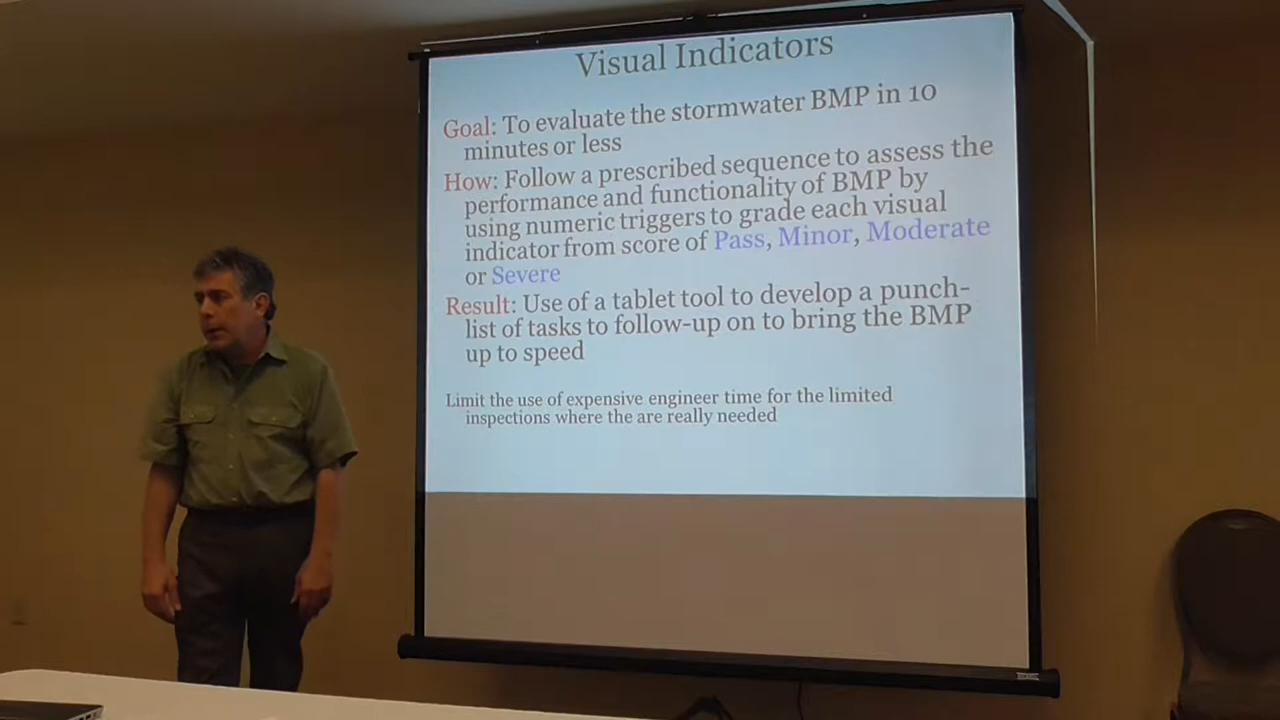 Visual Indicators
Goal: To evaluate the stormwater BMP in 10
minutes or less
How: Follow a prescribed sequence to assess the
performance and functionality of BMP by
using numeric triggers to grade each visual
indicator from score of Pass, Minor, Moderate
or Severe
Result: Use of a tablet tool to develop a punch-
list of tasks to follow-up on to bring the BMP
up to speed
Limit the use of expensive engineer time for the limited
inspections where the are really needed